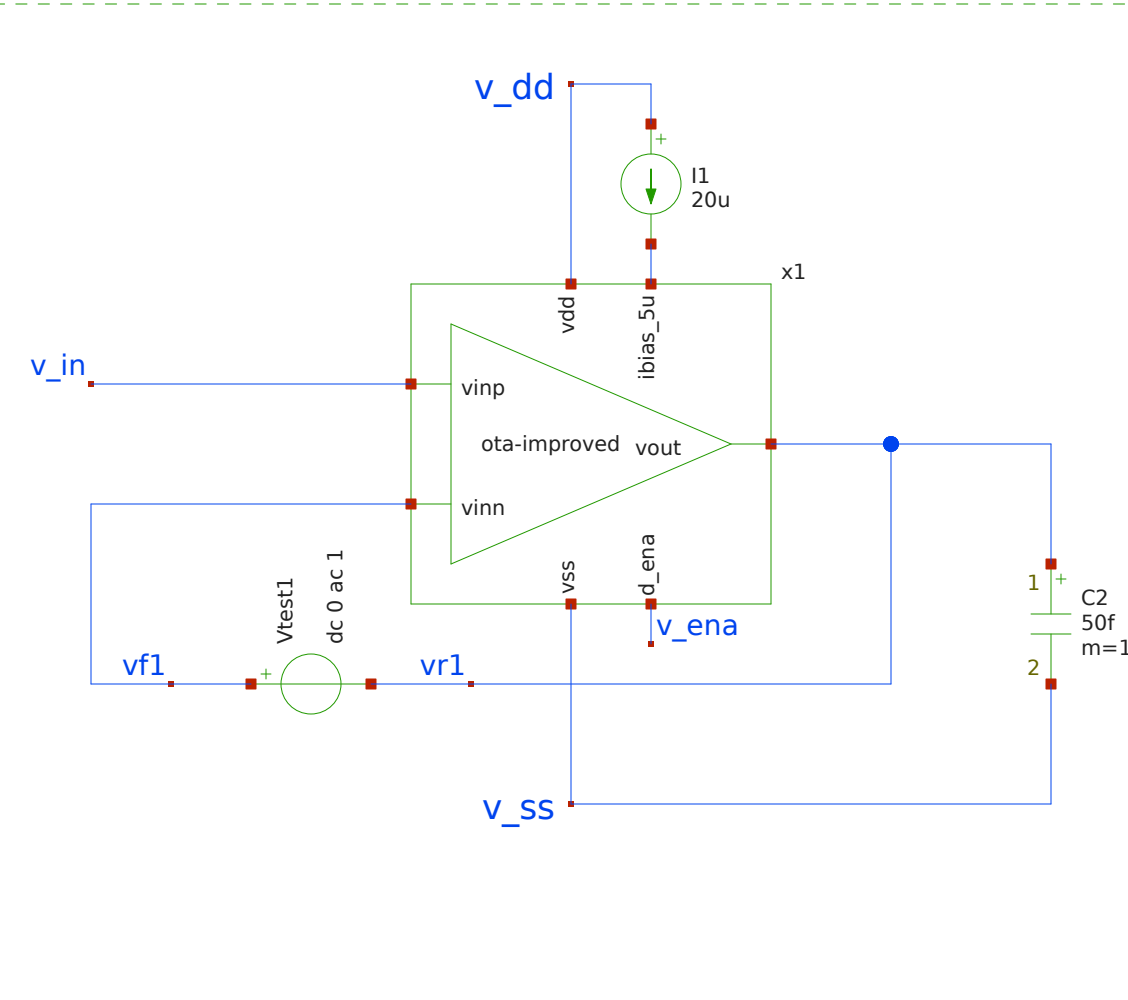 v_dd
+
I1
20u
x1
vdd
ibias_5u
v_in
vinp
ota-improved
vout
vinn
vss
d_ena
v_ena
Vtest1
dc 0 ac 1
vf1
+
vr1
1
+
C2
50f
m=1
2
v_ss